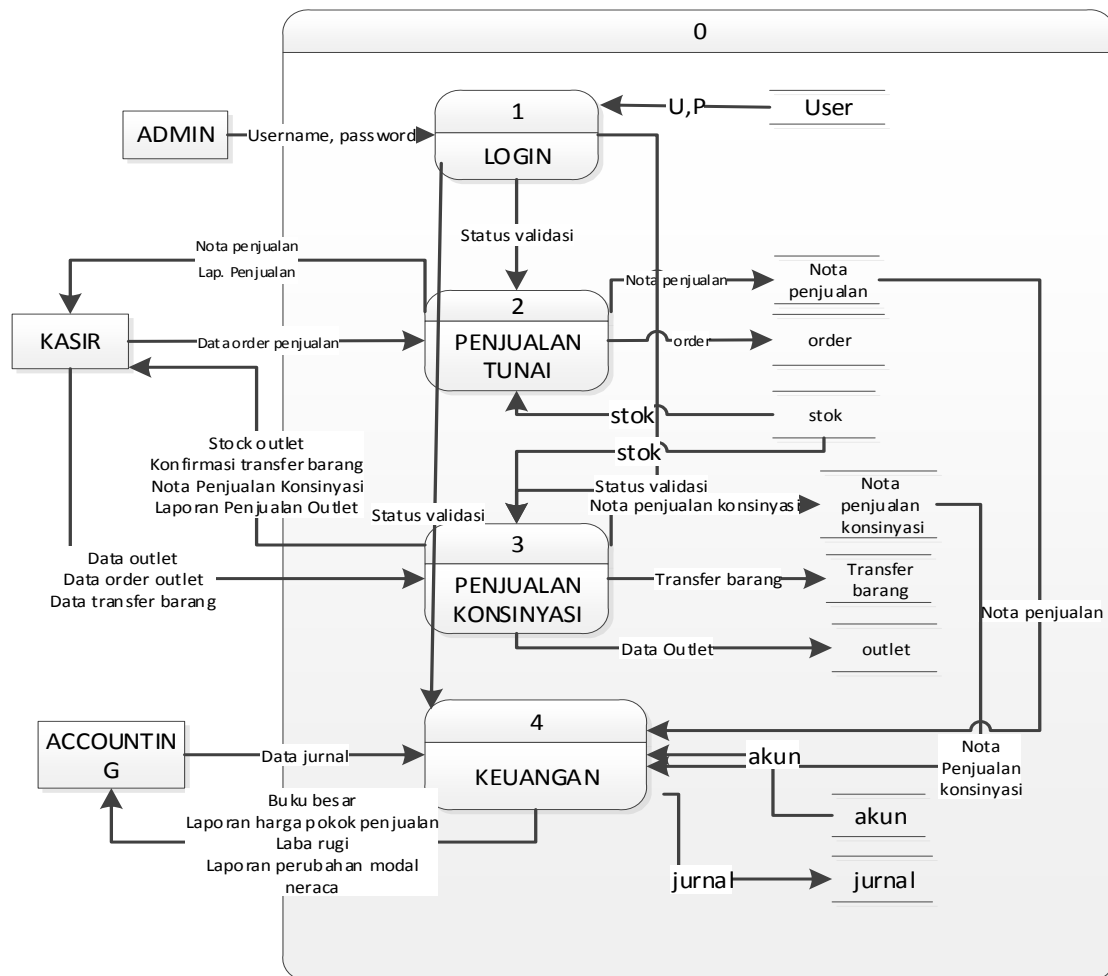 0
1
LOGIN
U,P
User
ADMIN
Username, password
Status validasi
Nota penjualan
Lap. Penjualan
Nota penjualan
Nota
penjualan
2
PENJUALAN
TUNAI
KASIR
Data order penjualan
order
order
stok
stok
stok
Stock outlet
Konfirmasi transfer barang
Nota Penjualan Konsinyasi
Laporan Penjualan Outlet
Status validasi
Status validasi
Nota penjualan konsinyasi
Nota
penjualan
konsinyasi
3
PENJUALAN
KONSINYASI
Data outlet
Data order outlet
Data transfer barang
Transfer barang
Transfer
barang
Nota penjualan
Data Outlet
outlet
4
KEUANGAN
ACCOUNTIN
G
Data jurnal
akun
Nota
Penjualan
konsinyasi
Buku besar
Laporan harga pokok penjualan
Laba rugi
Laporan perubahan modal
neraca
akun
jurnal
jurnal